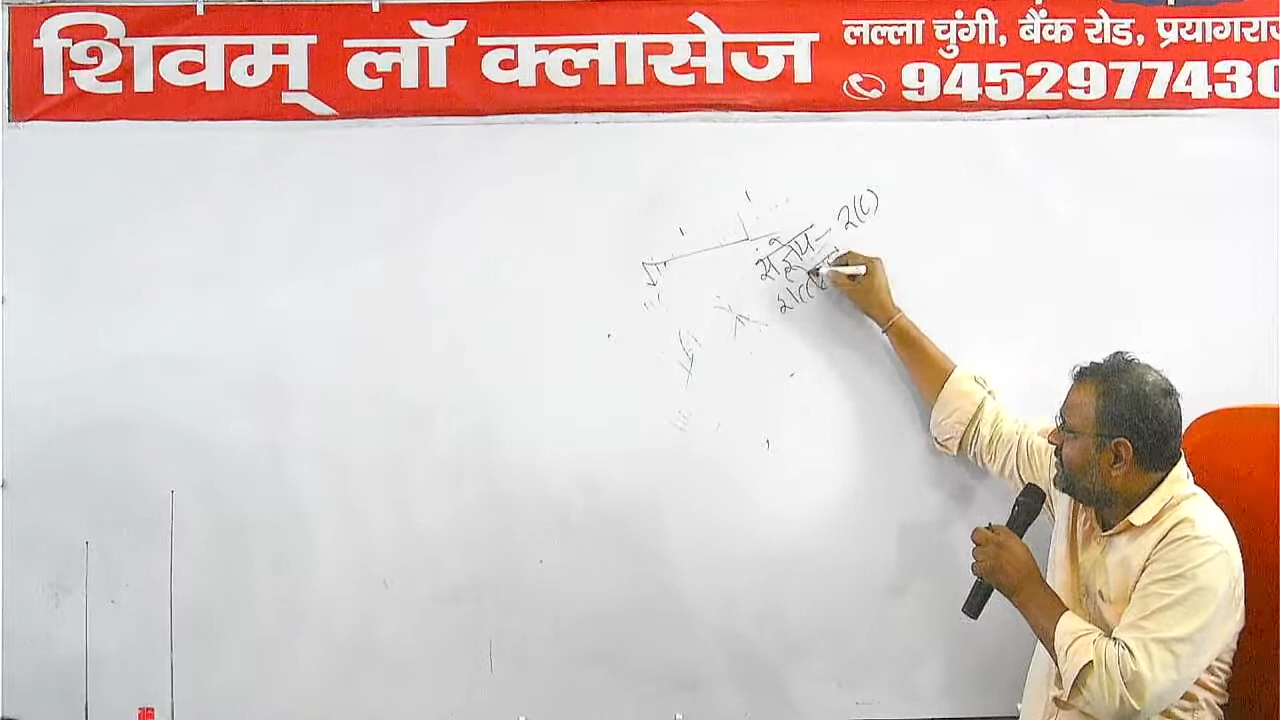 शिवम् लॉ क्लासेज
लल्ला चुंगी, बैंक रोड, प्रयागराज
9452977430
संज्ञेय - 2(c)